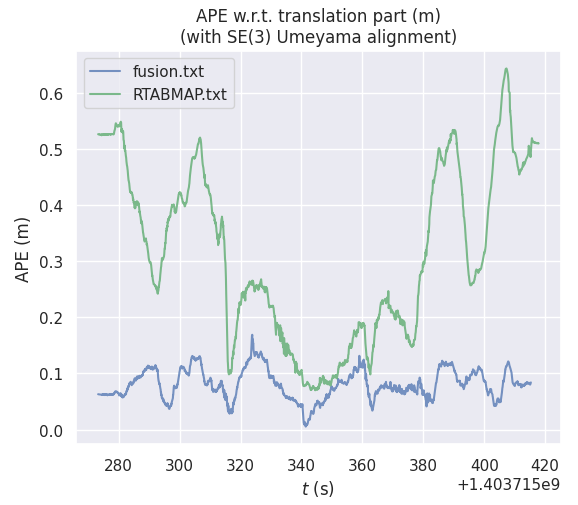 APE w.r.t. translation part (m)
(with SE(3) Umeyama alignment)
fusion.txt
RTABMAP.txt
APE (m)
0.6
0.5
0.4
0.3
0.2
0.1
0.0
280 300 320 340 360 380 400 420
t (s)
+1.403715e9